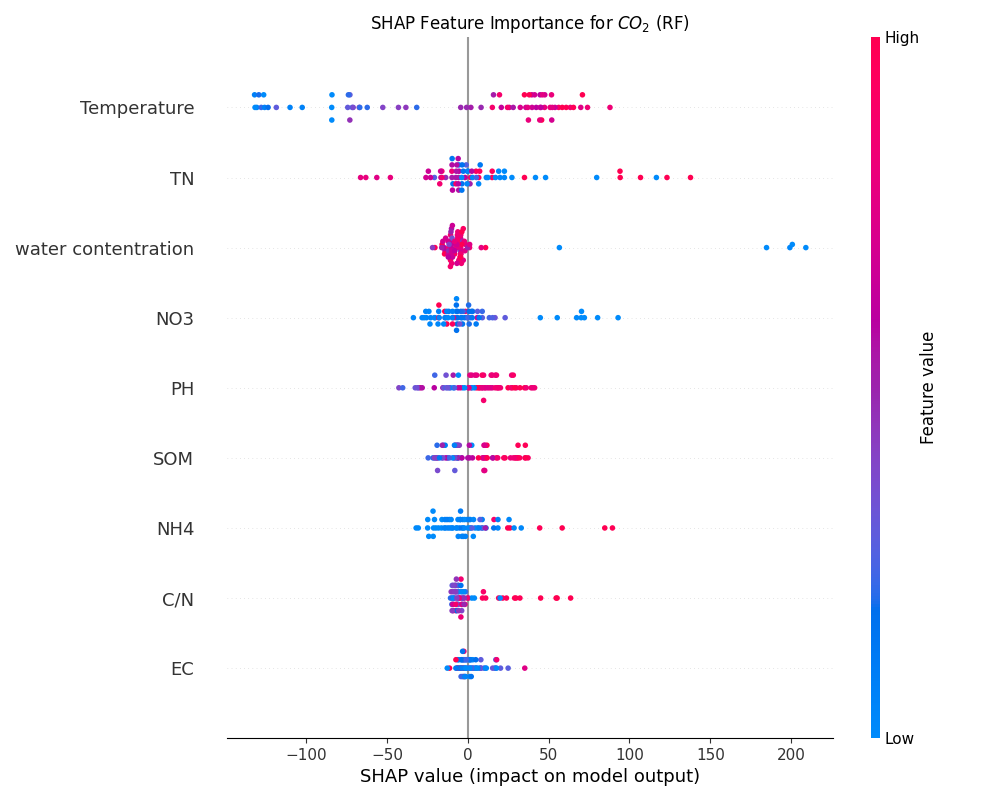 SHAP Feature Importance for $CO_2$ (RF)
High
Temperature
TN
water contentration
NO3
PH
SOM
NH4
C/N
EC
Feature value
Low
−100 −50 0 50 100 150 200
SHAP value (impact on model output)